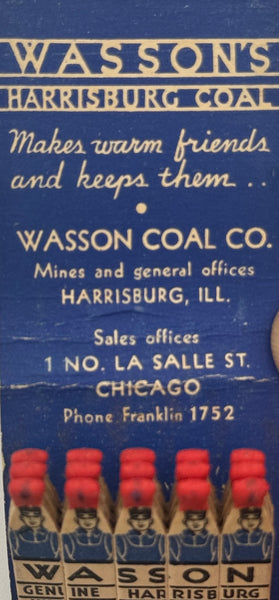 WASSON'S
HARRISBURG COAL
Makes warm friends
and keeps them . .
WASSON COAL CO.
Mines and general offices
HARRISBURG, ILL.
Sales offices
1 NO. LA SALLE ST.
CHICAGO
Phone Franklin 1752
WASSON
GENUINE HARRISBURG